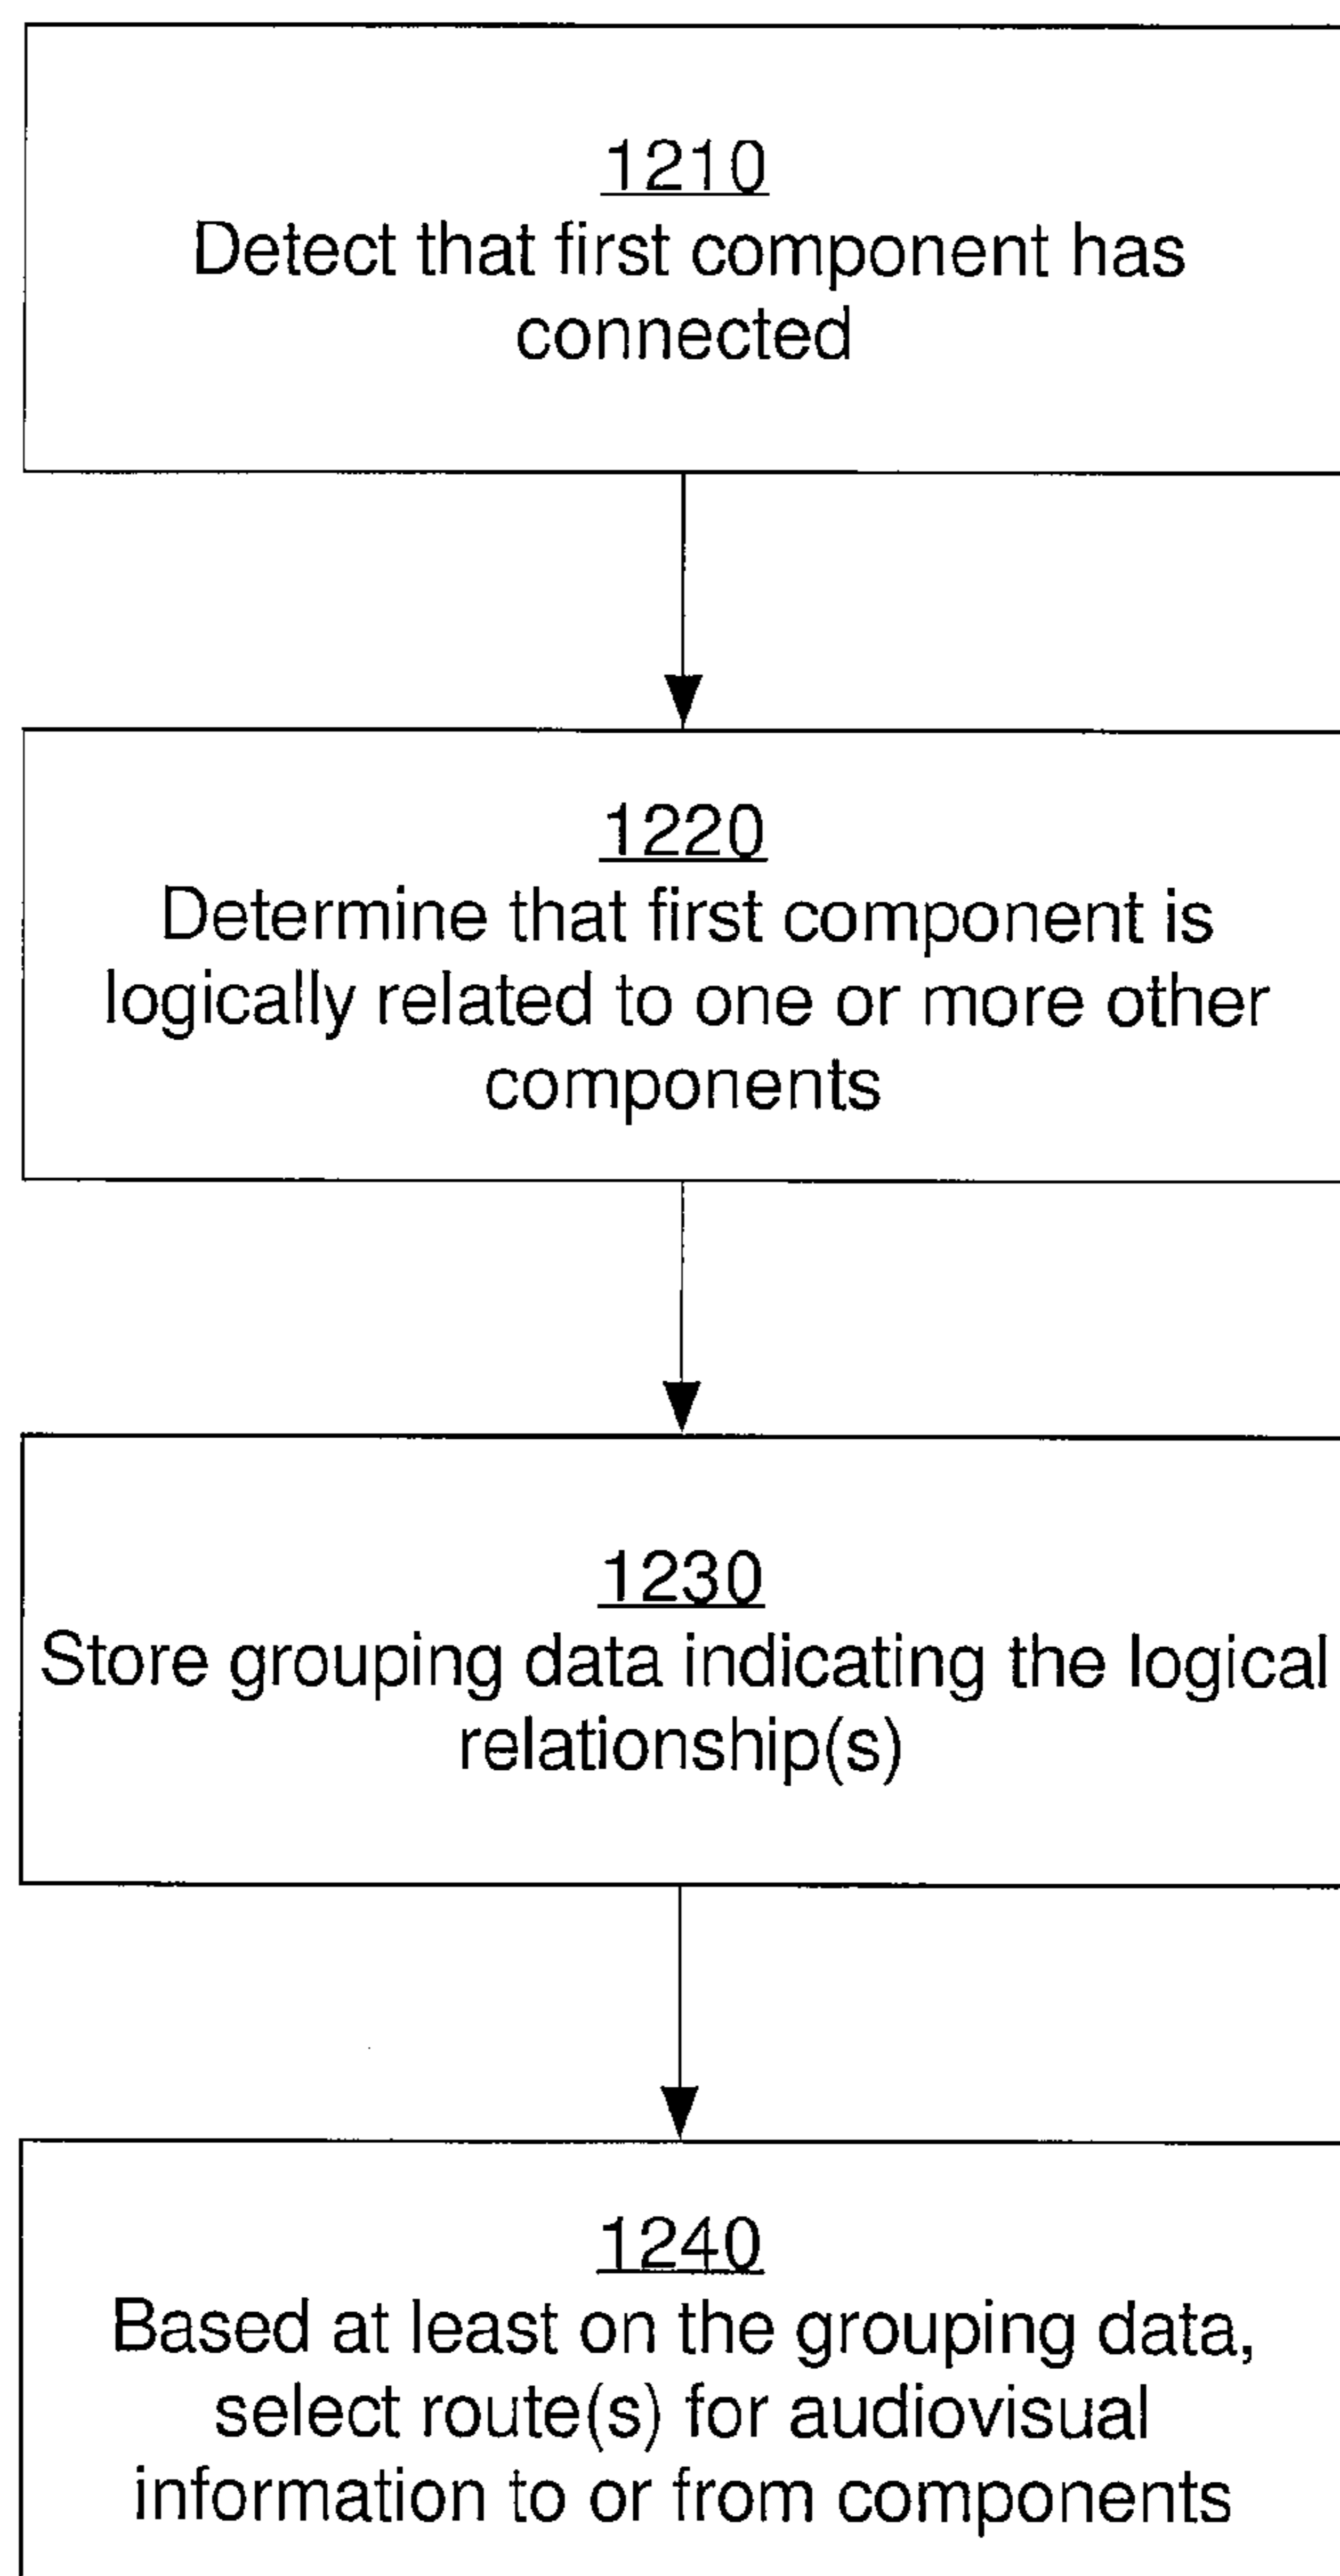 1210
Detect that first component has
connected
1220
Determine that first component is
logically related to one or more other
components
1230
Store grouping data indicating the logical
relationship(s)
1240
Based at least on the grouping data,
select route(s) for audiovisual
information to or from components